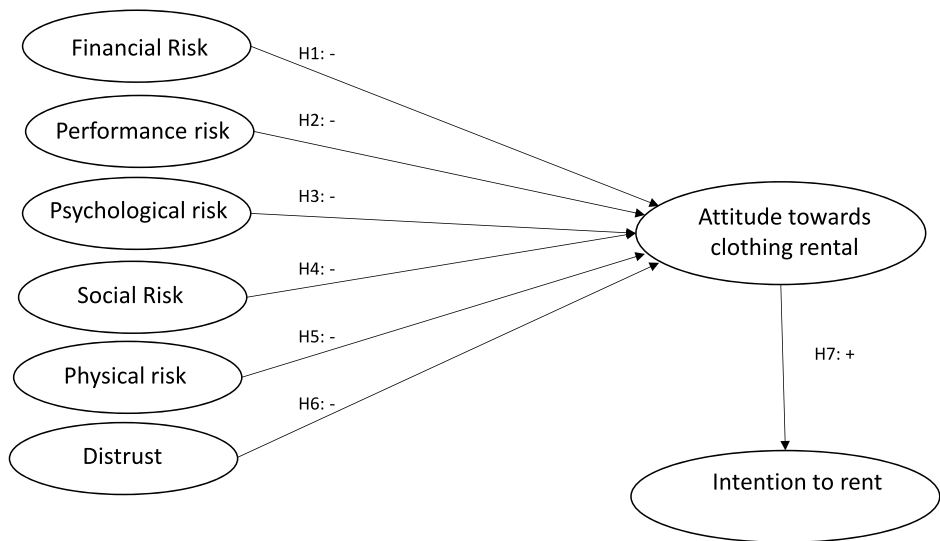 Financial Risk
H1: -
Performance risk
H2: -
Psychological risk
H3: -
Attitude towards
clothing rental
Social Risk
H4: -
Physical risk
H5: -
H7: +
Distrust
H6: -
Intention to rent